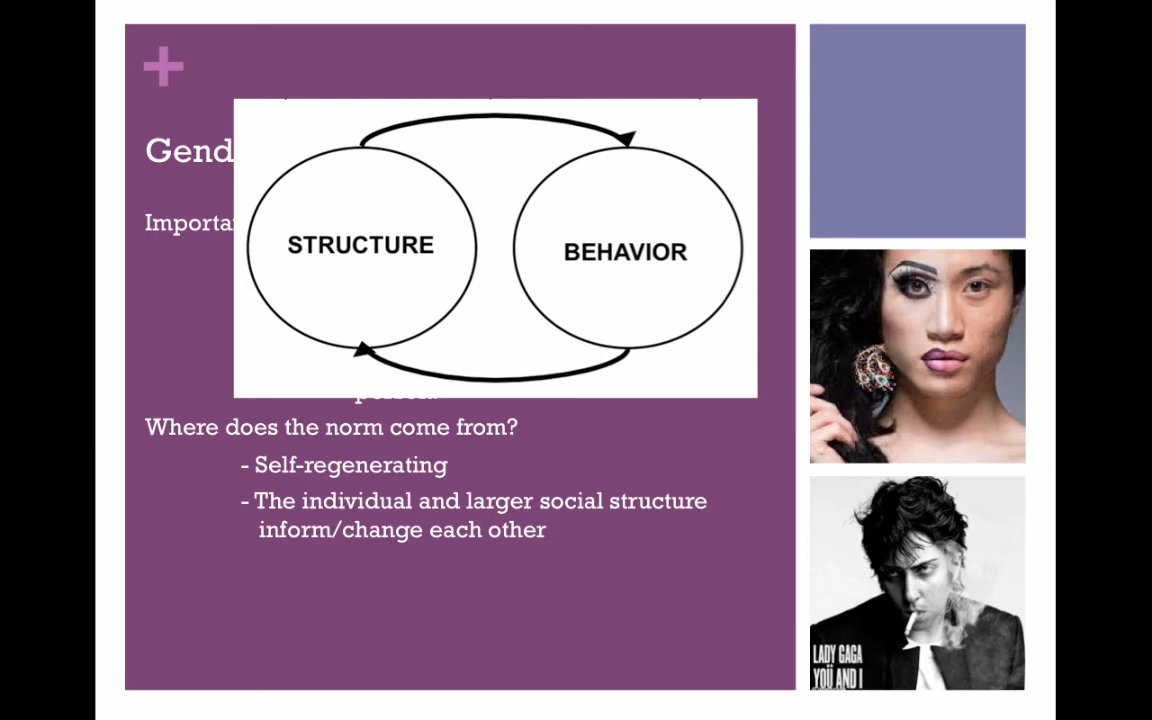 +
Gend
Importa
STRUCTURE
BEHAVIOR
Where does the norm come from?
- Self-regenerating
- The individual and larger social structure
inform/change each other
LADY GAGA
YOÜ AND I